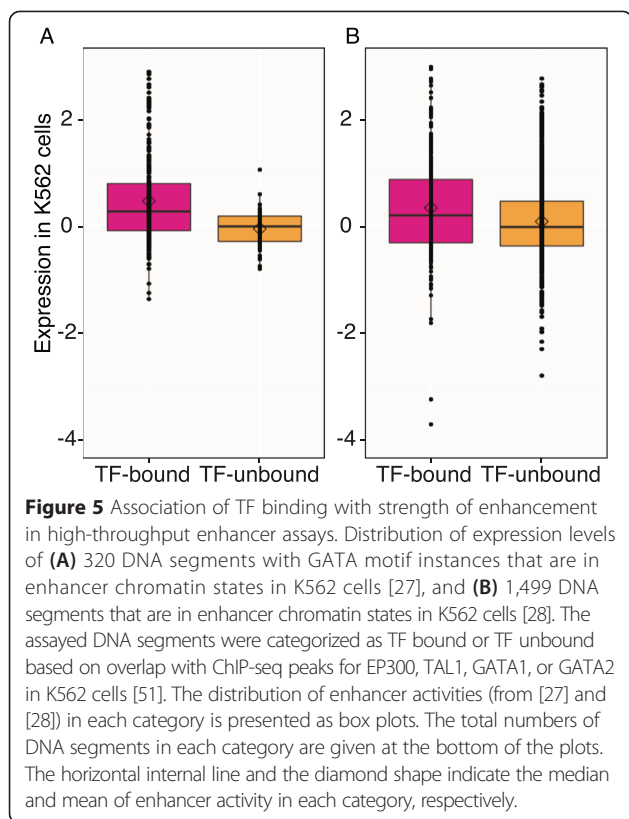 A
B
Expression in K562 cells
2
0
-2
-4
2
0
-2
-4
TF-bound TF-unbound
TF-bound TF-unbound
Figure 5 Association of TF binding with strength of enhancement
in high-throughput enhancer assays. Distribution of expression levels
of (A) 320 DNA segments with GATA motif instances that are in
enhancer chromatin states in K562 cells [27], and (B) 1,499 DNA
segments that are in enhancer chromatin states in K562 cells [28]. The
assayed DNA segments were categorized as TF bound or TF unbound
based on overlap with ChIP-seq peaks for EP300, TAL1, GATA1, or GATA2
in K562 cells [51]. The distribution of enhancer activities (from [27] and
[28]) in each category is presented as box plots. The total numbers of
DNA segments in each category are given at the bottom of the plots.
The horizontal internal line and the diamond shape indicate the median
and mean of enhancer activity in each category, respectively.